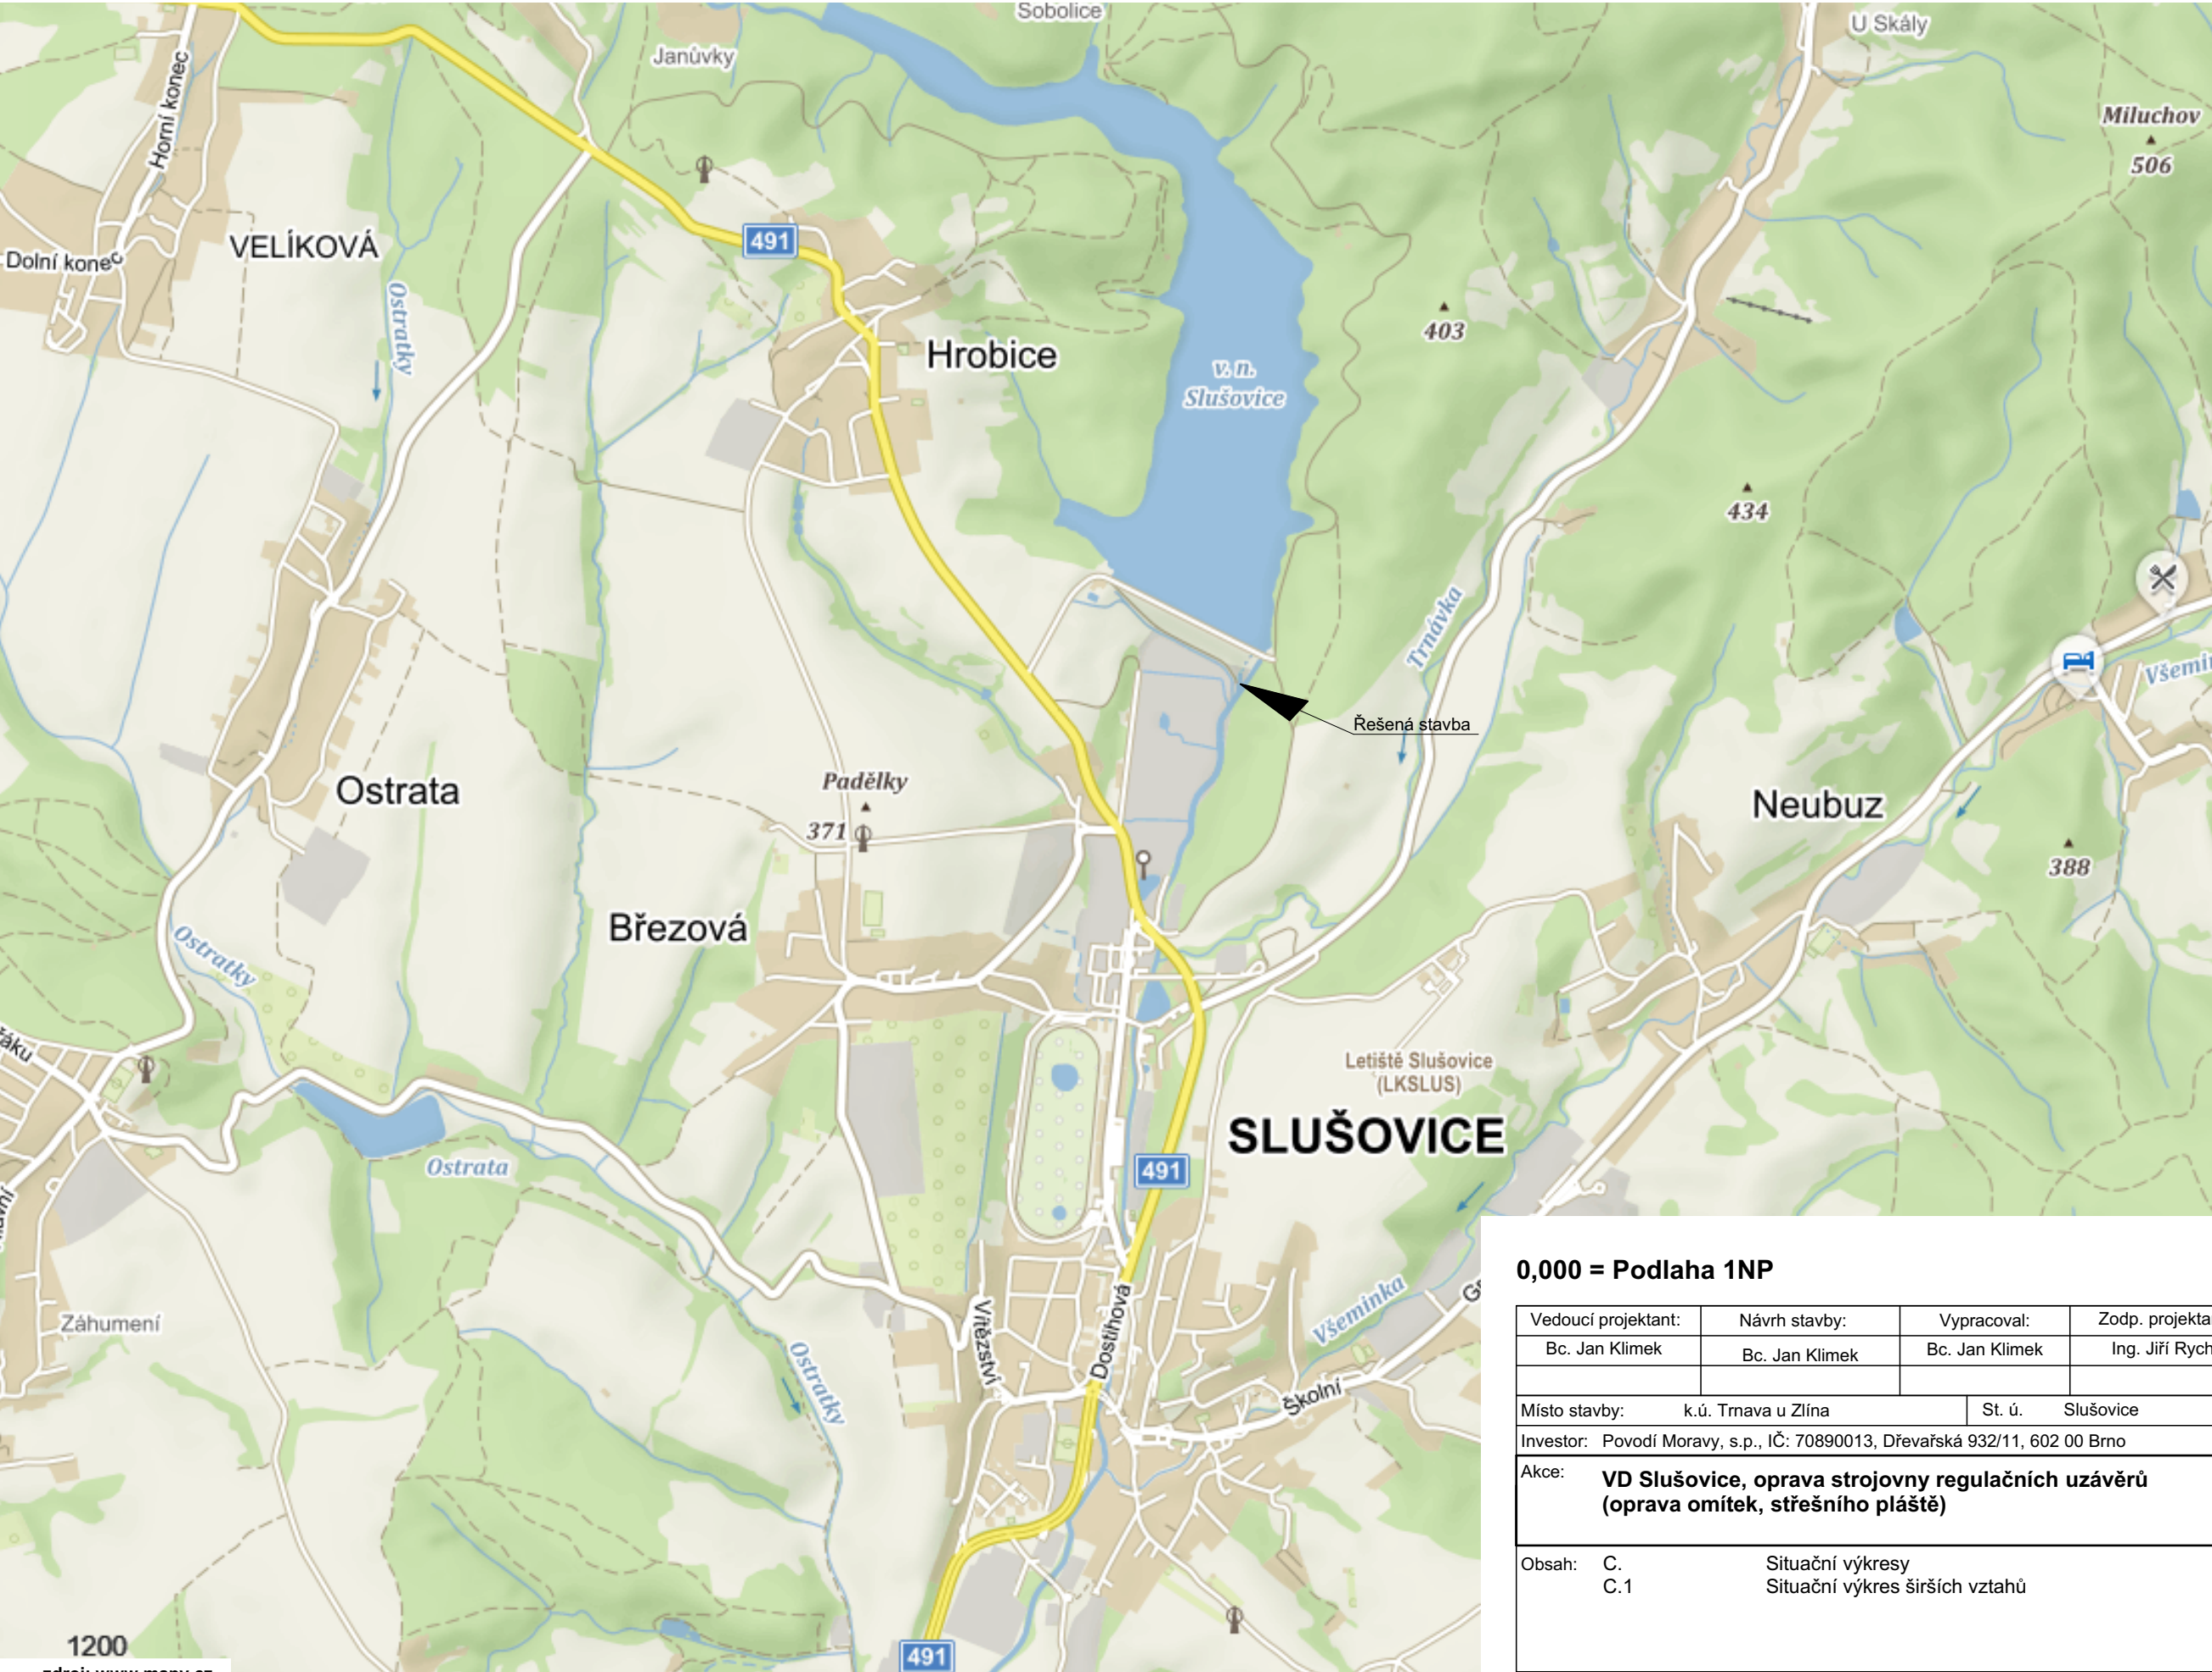 Sobolice
U Skály
Janůvky
Horní konec
Miluchov
506
491
VELÍKOVÁ
Dolní konec
Ostratky
403
Hrobice
v. n.
Slušovice
434
Trnávka
Řešená stavba
Ostrata
Padělky
371
Neubuz
388
Březová
Ostratky
Letiště Slušovice
(LKSLUS)
SLUŠOVICE
Ostrata
491
Záhumení
Vítězství
Dostihová
Všeminka
Školní
Ostratky
491
1200
zdroj: www.mapy.cz
0,000 = Podlaha 1NP
Vedoucí projektant: Návrh stavby: Vypracoval: Zodp. projekta
Bc. Jan Klimek Bc. Jan Klimek Bc. Jan Klimek Ing. Jiří Rych
Místo stavby: k.ú. Trnava u Zlína St. ú. Slušovice
Investor: Povodí Moravy, s.p., IČ: 70890013, Dřevařská 932/11, 602 00 Brno
Akce: VD Slušovice, oprava strojovny regulačních uzávěrů
(oprava omítek, střešního pláště)
Obsah: C. Situační výkresy
C.1 Situační výkres širších vztahů